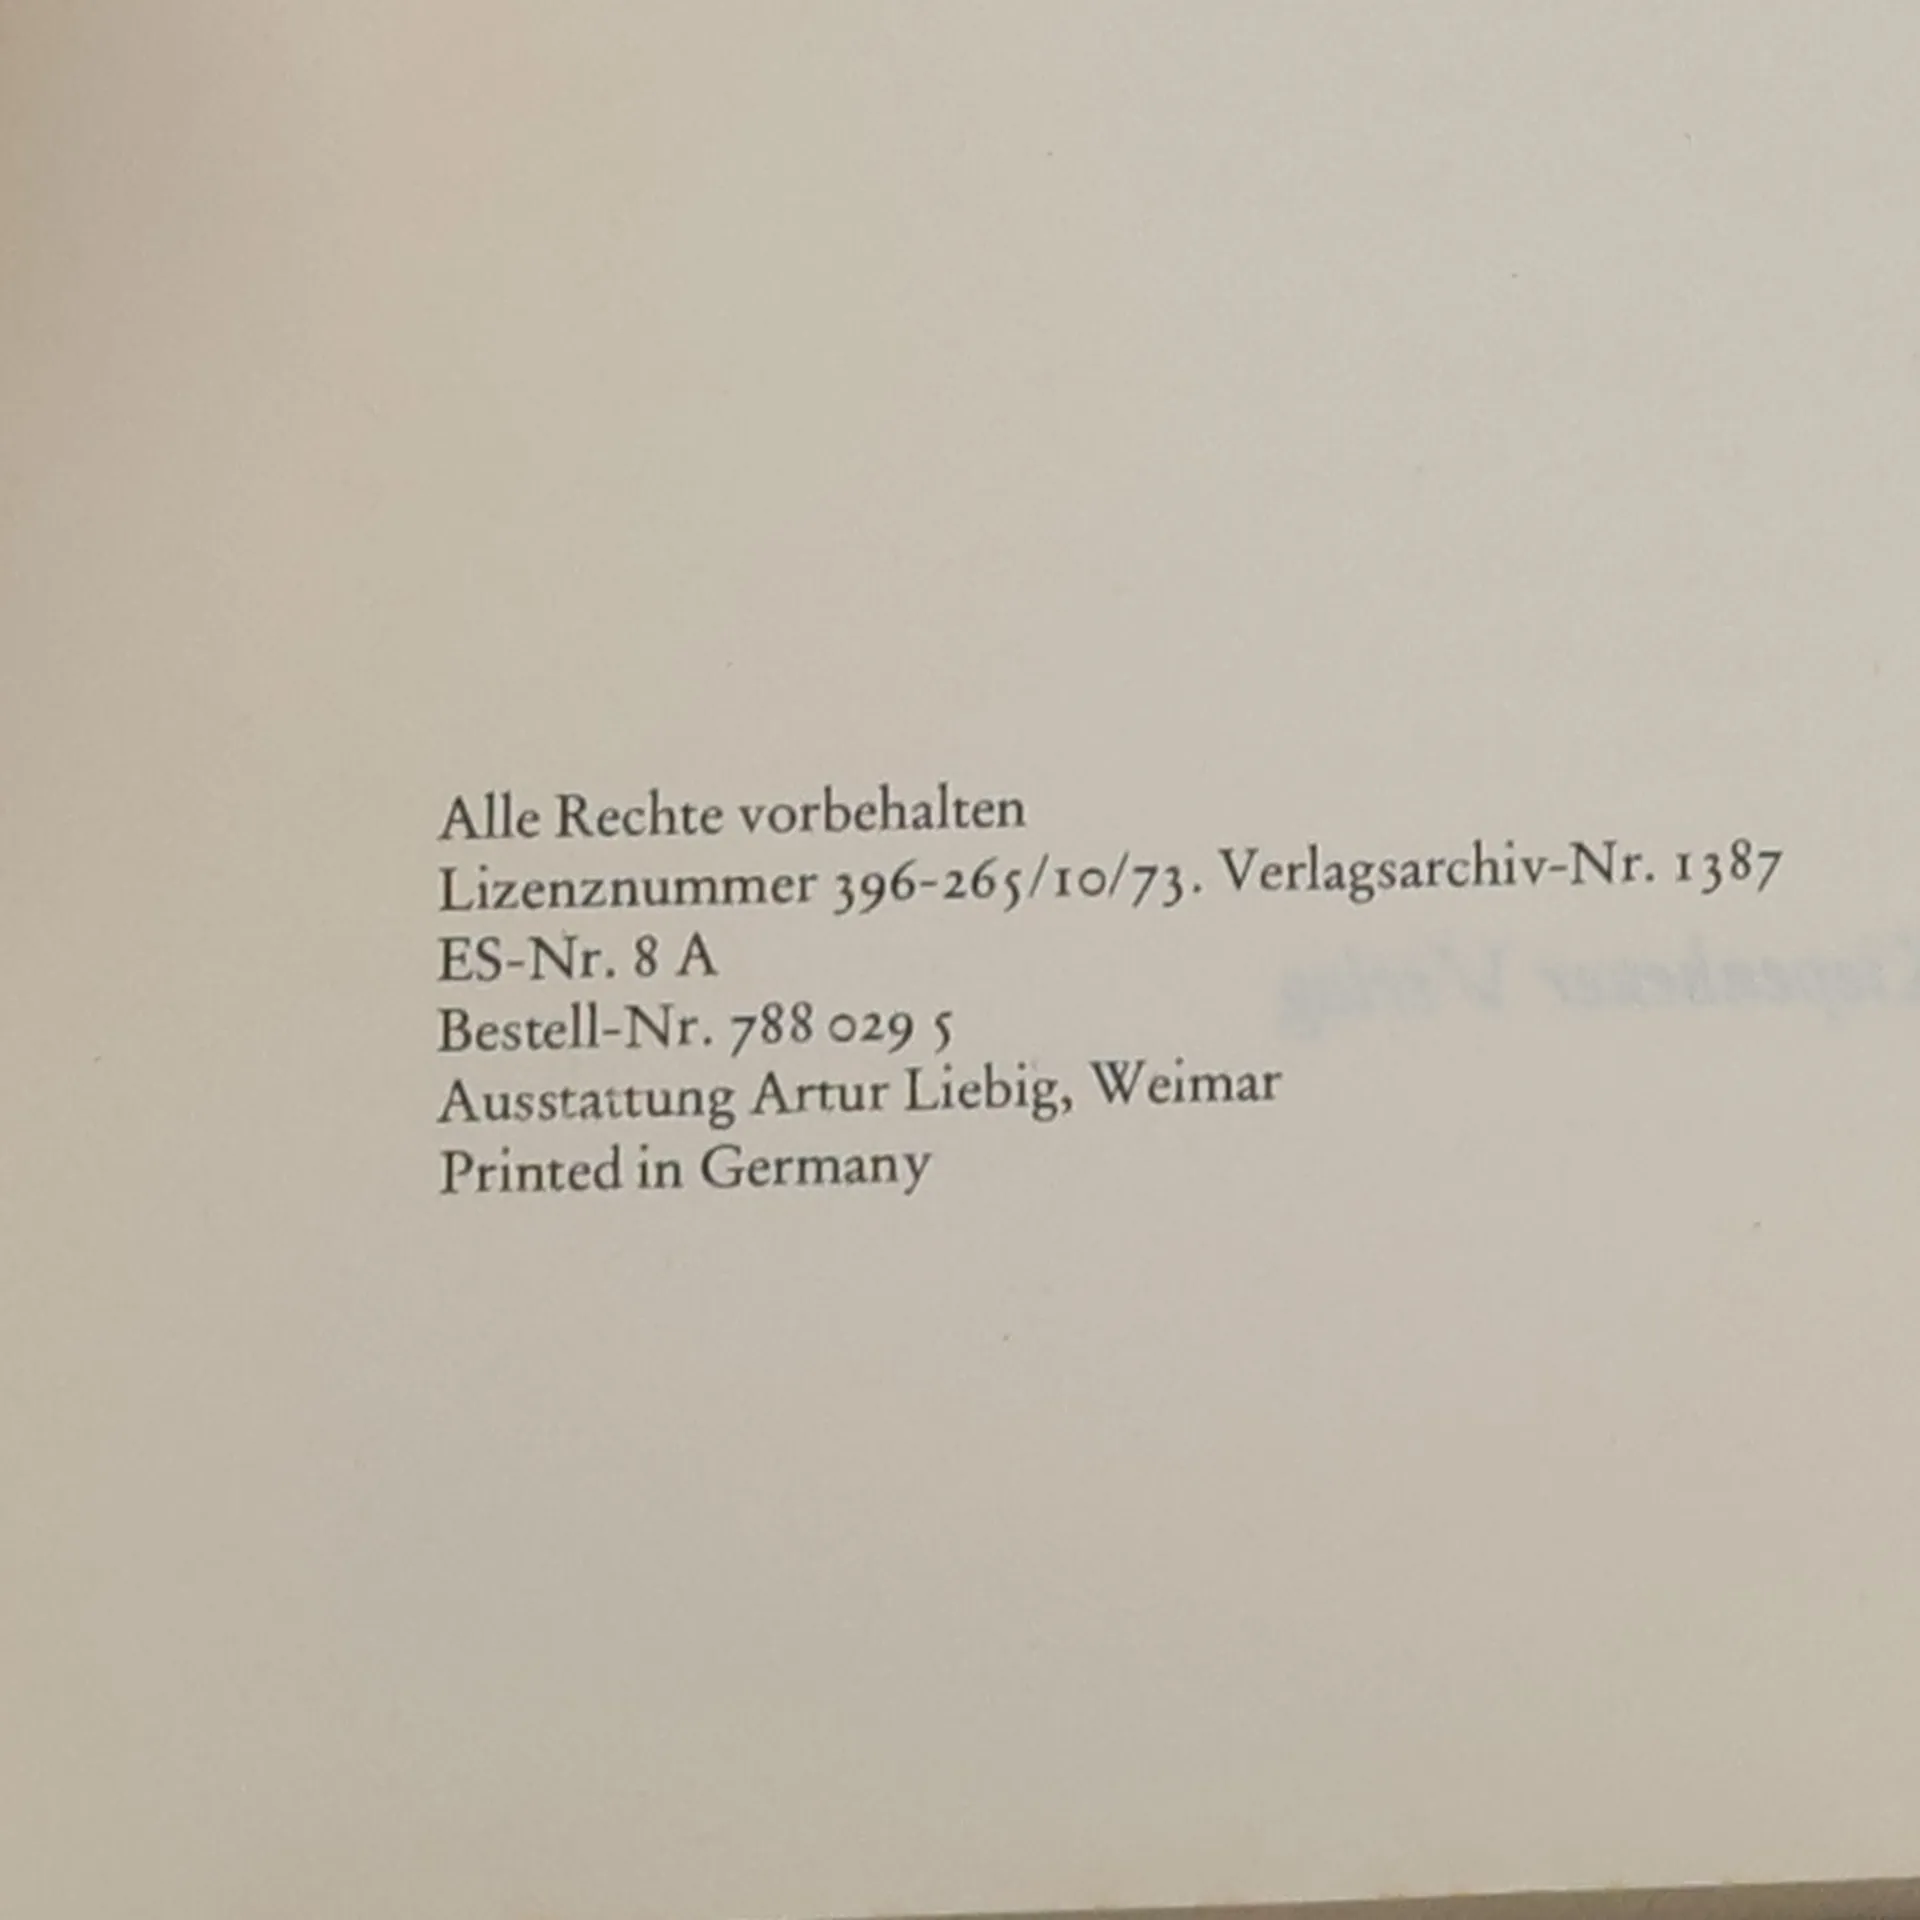 Alle Rechte vorbehalten
Lizenznummer 396-265/10/73. Verlagsarchiv-Nr. 1387
ES-Nr. 8 A
Bestell-Nr. 788 029 5
Ausstattung Artur Liebig, Weimar
Printed in Germany